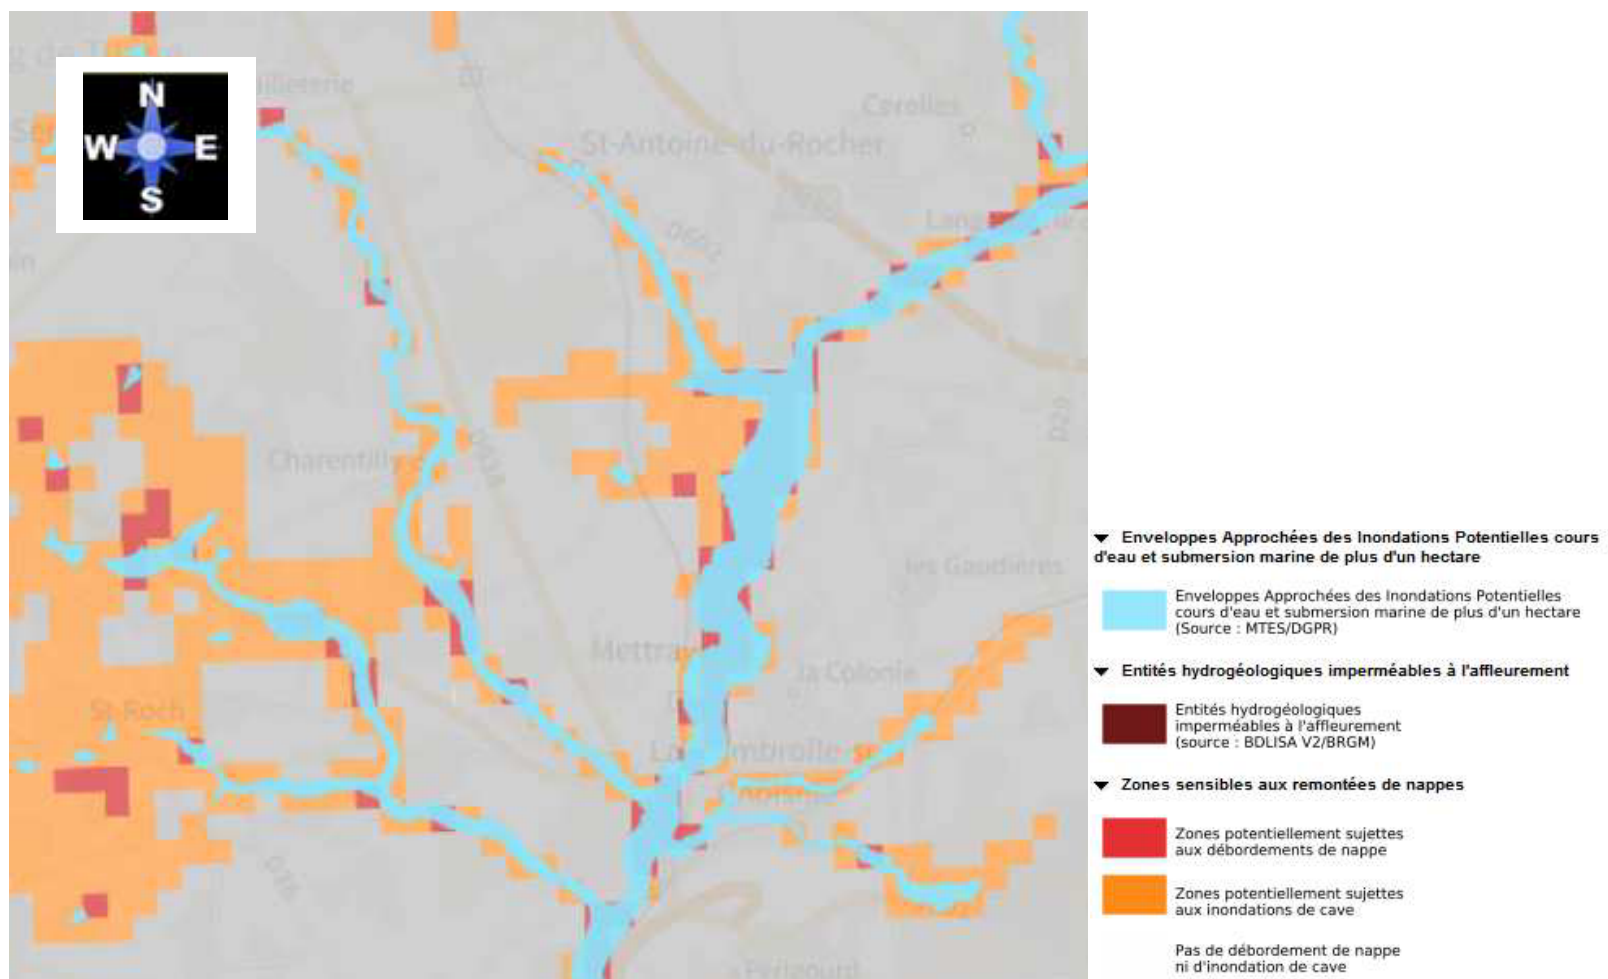 N
W E
S
St-Antoine-du-Rocher
Cerelles
D602
D29
Charentilly
les Gaudières
Mettray
la Colonie
St-Roch
D36
▼ Enveloppes Approchées des Inondations Potentielles cours
d'eau et submersion marine de plus d'un hectare
Enveloppes Approchées des Inondations Potentielles
cours d'eau et submersion marine de plus d'un hectare
(Source : MTES/DGPR)
▼ Entités hydrogéologiques imperméables à l'affleurement
Entités hydrogéologiques
imperméables à l'affleurement
(source : BDLISA V2/BRGM)
▼ Zones sensibles aux remontées de nappes
Zones potentiellement sujettes
aux débordements de nappe
Zones potentiellement sujettes
aux inondations de cave
Pas de débordement de nappe
ni d'inondation de cave